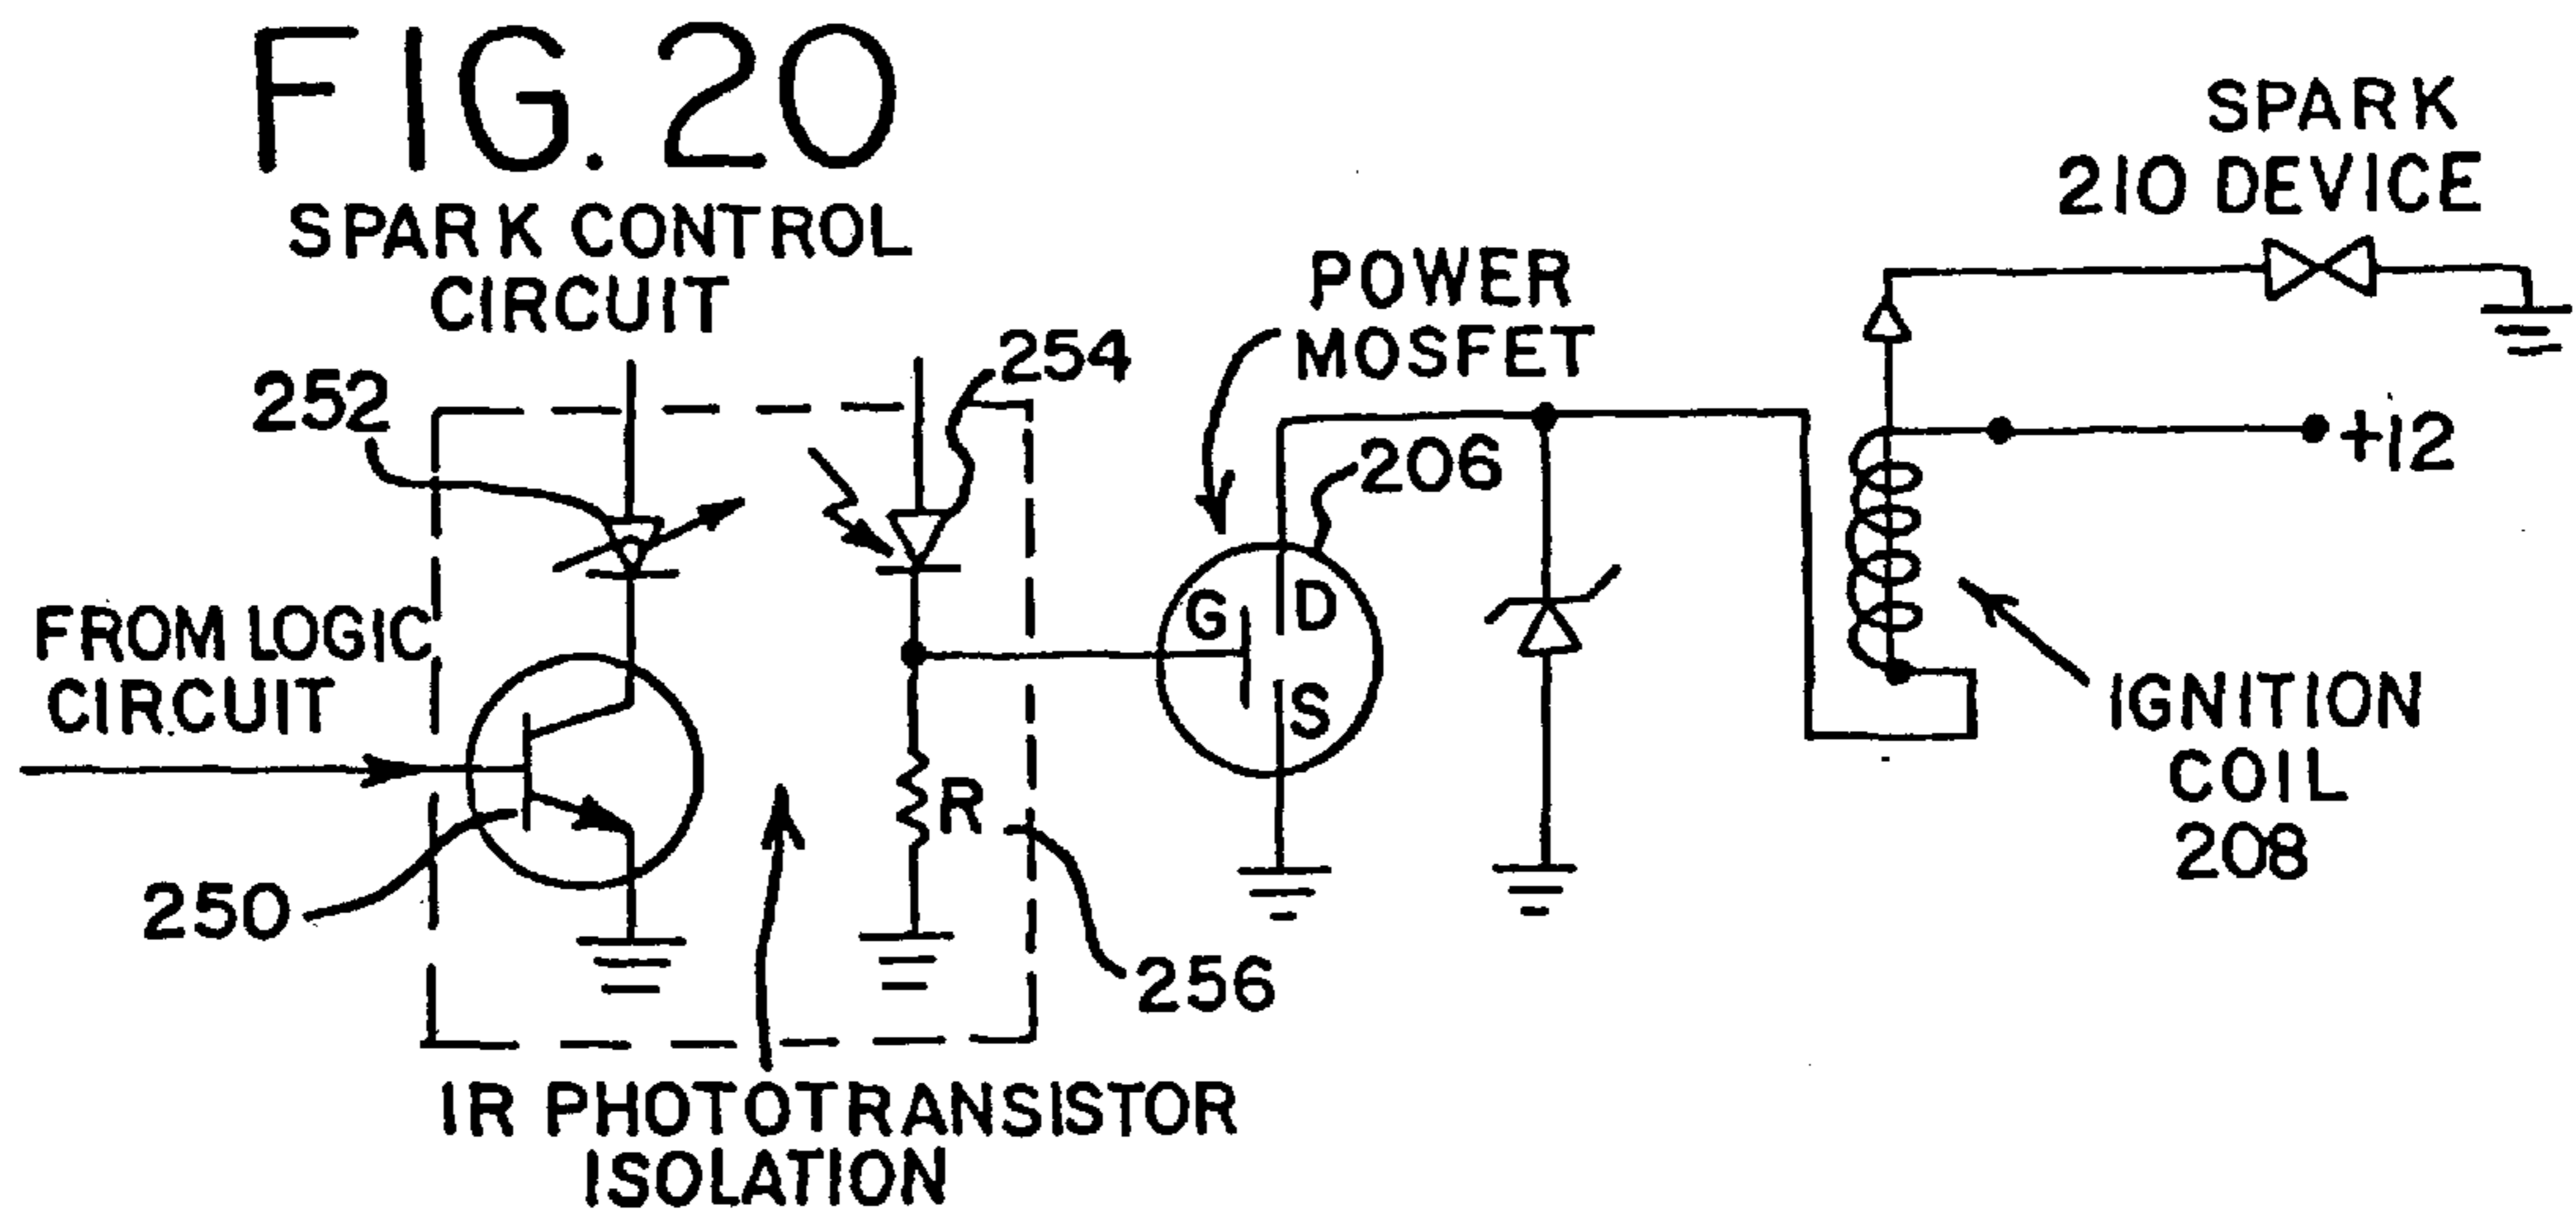 FIG. 20
SPARK CONTROL
CIRCUIT
SPARK
210 DEVICE
POWER
MOSFET
252
254
206
+12
FROM LOGIC
CIRCUIT
G
D
S
R
250
256
IGNITION
COIL
208
IR PHOTOTRANSISTOR
ISOLATION